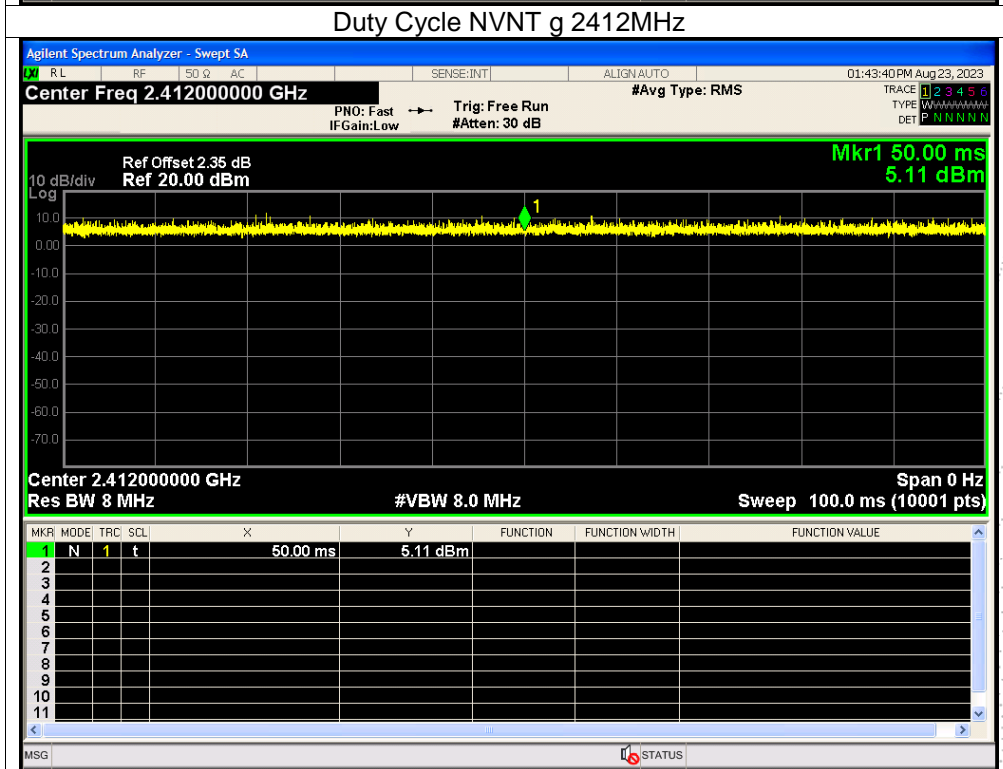 Duty Cycle NVNT g 2412MHz
Agilent Spectrum Analyzer - Swept SA
LXI RL RF 50 Ω AC SENSE:INT ALIGN AUTO 01:43:40 PM Aug 23, 2023
Center Freq 2.412000000 GHz #Avg Type: RMS TRACE 1 2 3 4 5 6
PNO: Fast Trig: Free Run TYPE WWWWWW
IFGain:Low #Atten: 30 dB DET P N N N N N
Mkr1 50.00 ms
Ref Offset 2.35 dB
10 dB/div Ref 20.00 dBm 5.11 dBm
Log
1
10.0
0.00
-10.0
-20.0
-30.0
-40.0
-50.0
-60.0
-70.0
Center 2.412000000 GHz Span 0 Hz
Res BW 8 MHz #VBW 8.0 MHz Sweep 100.0 ms (10001 pts)
MKR MODE TRC SCL X Y FUNCTION FUNCTION WIDTH FUNCTION VALUE
1 N 1 t 50.00 ms 5.11 dBm
2
3
4
5
6
7
8
9
10
11
MSG STATUS